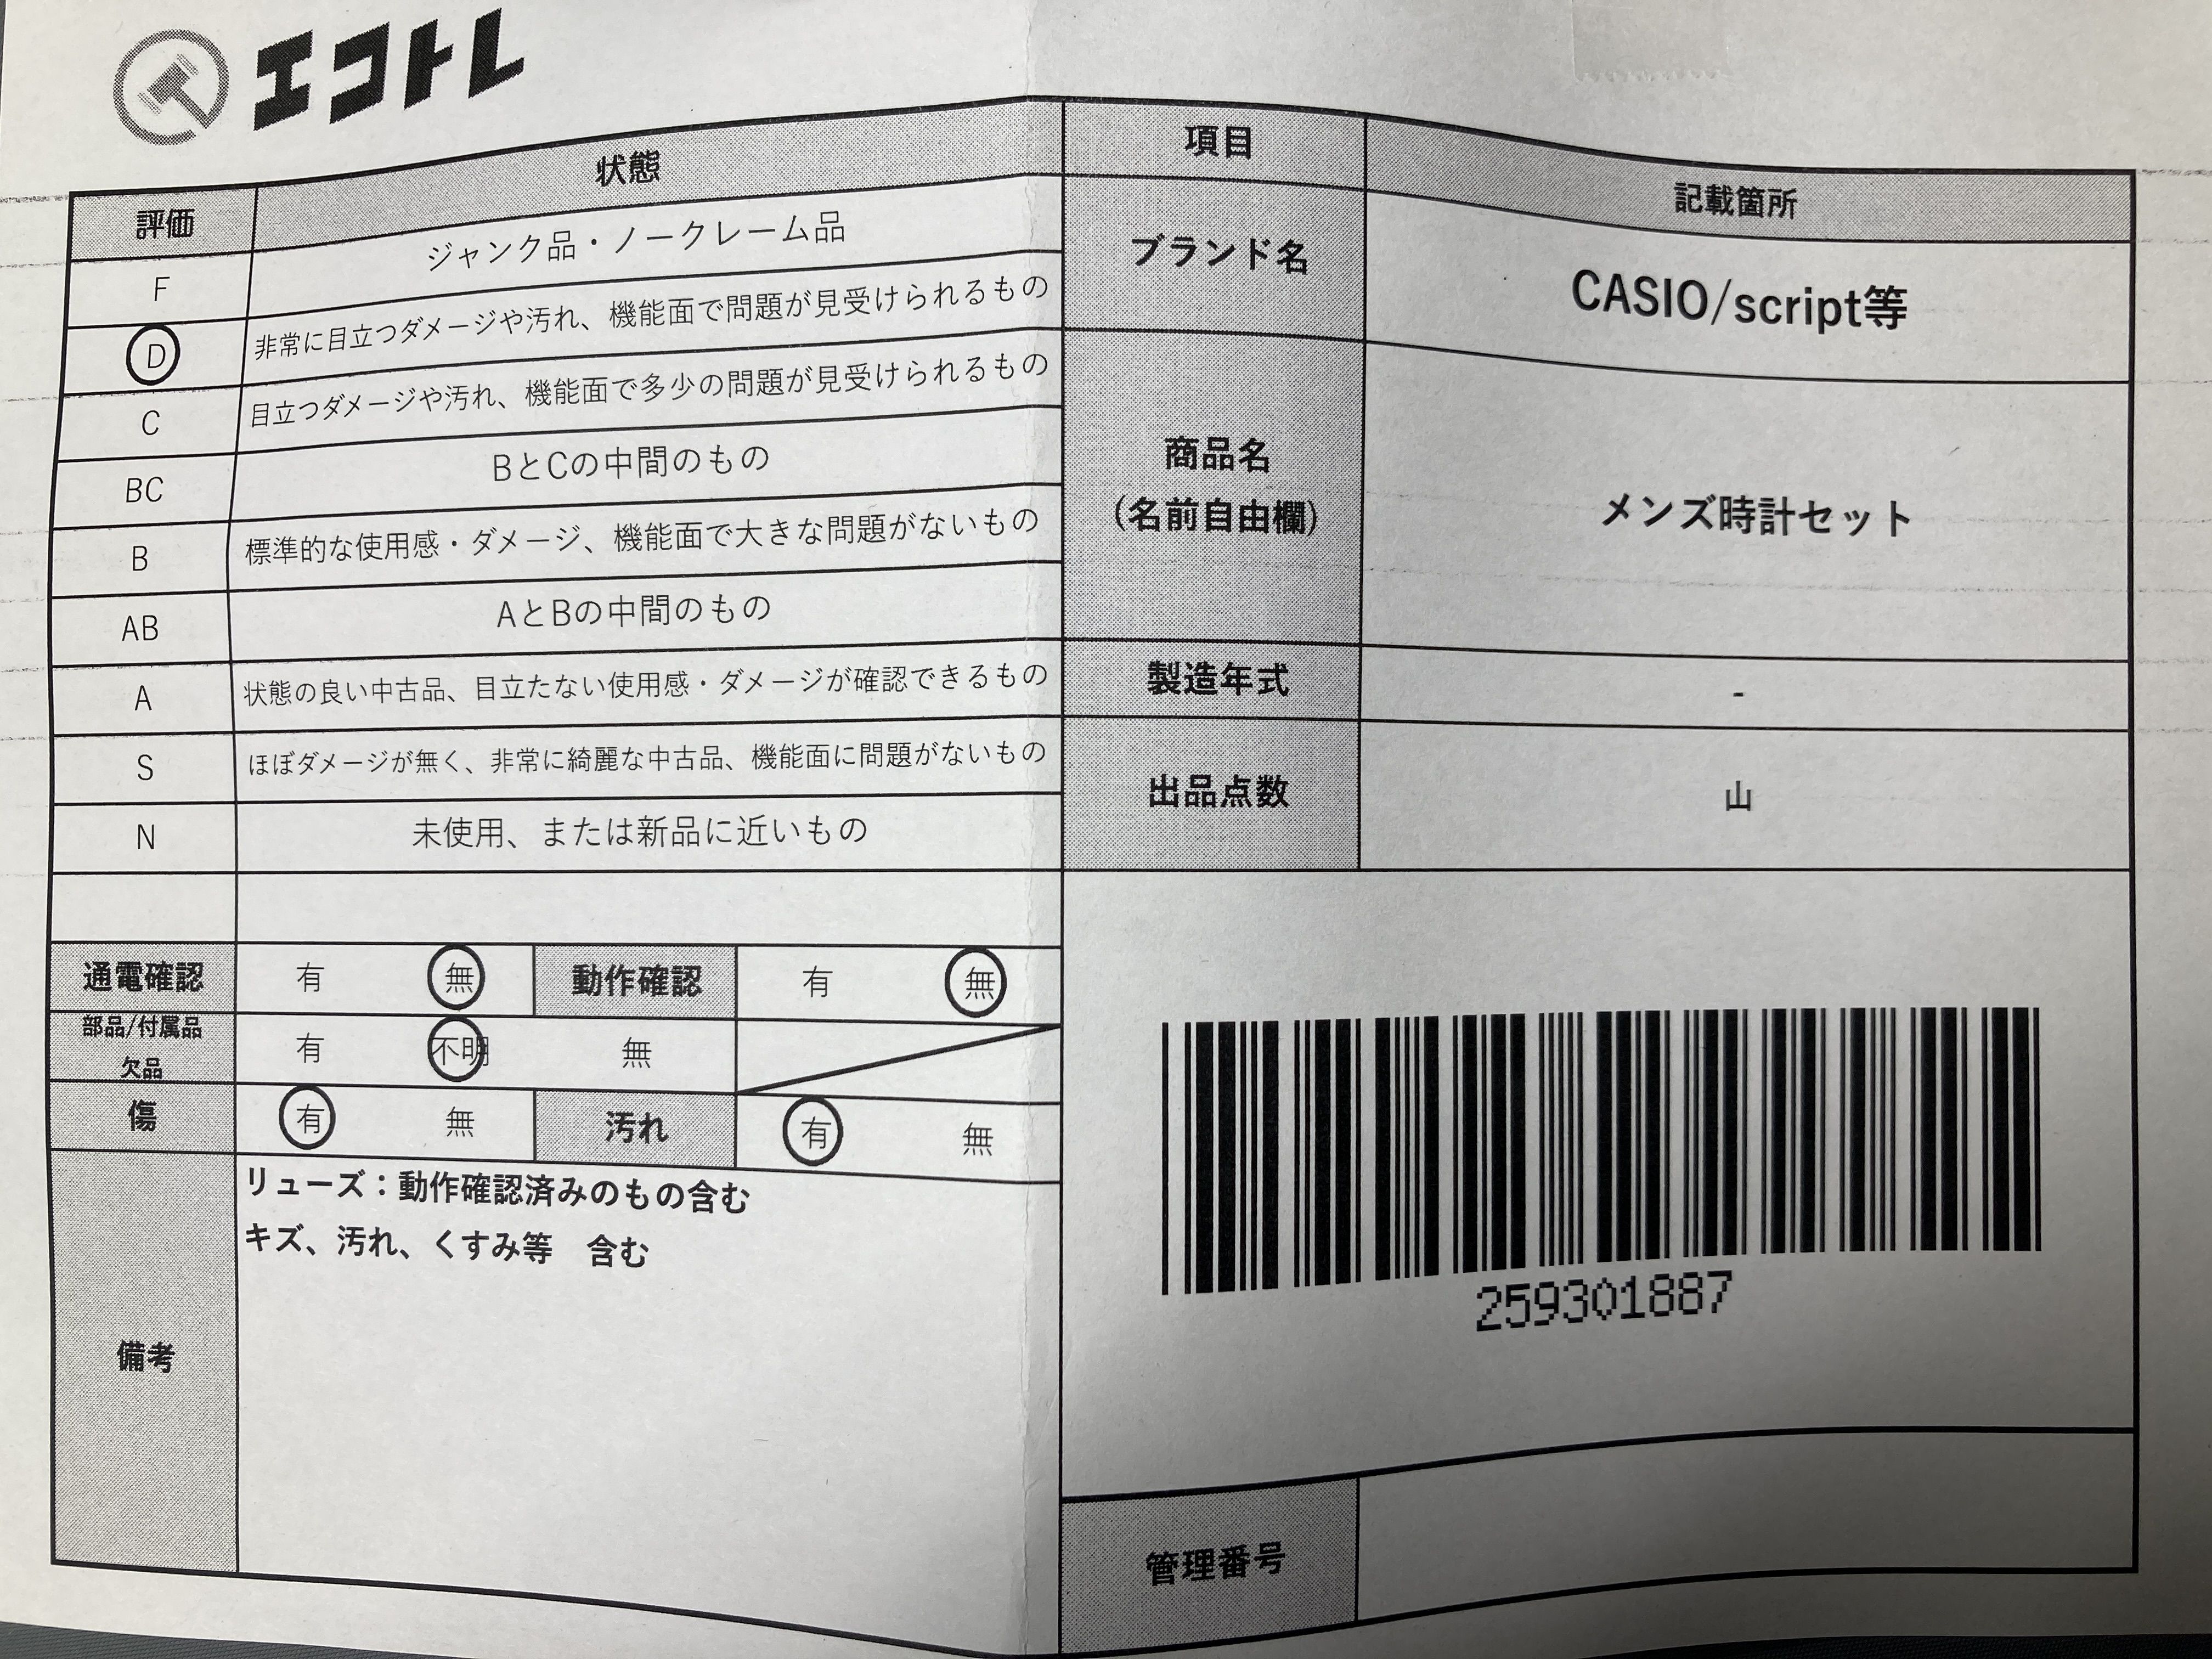 エコトレ
評価 状態
F ジャンク品・ノークレーム品
D 非常に目立つダメージや汚れ、機能面で問題が見受けられるもの
C 目立つダメージや汚れ、機能面で多少の問題が見受けられるもの
BC BとCの中間のもの
B 標準的な使用感・ダメージ、機能面で大きな問題がないもの
AB AとBの中間のもの
A 状態の良い中古品、目立たない使用感・ダメージが確認できるもの
S ほぼダメージが無く、非常に綺麗な中古品、機能面に問題がないもの
N 未使用、または新品に近いもの
通電確認 有 無 動作確認 有 無
部品/付属品
欠品 有 不明 無
傷 有 無 汚れ 有 無
備考
リューズ：動作確認済みのもの含む
キズ、汚れ、くすみ等　含む
項目 記載箇所
ブランド名 CASIO/script等
商品名
(名前自由欄) メンズ時計セット
製造年式 -
出品点数 山
259301887
管理番号